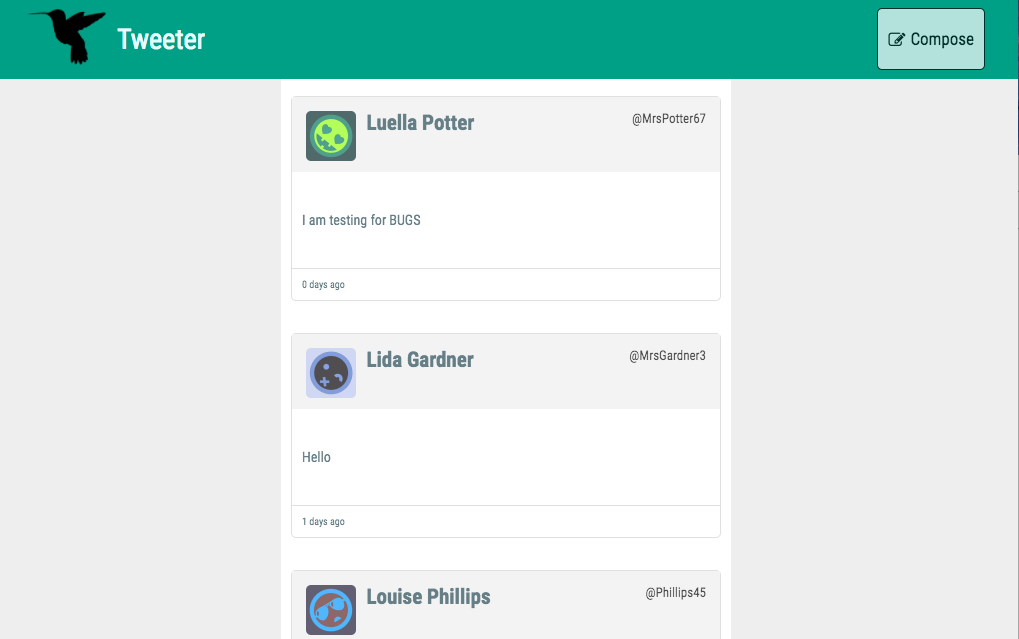 Tweeter
Compose
Luella Potter
@MrsPotter67
I am testing for BUGS
0 days ago
Lida Gardner
@MrsGardner3
Hello
1 days ago
Louise Phillips
@Phillips45